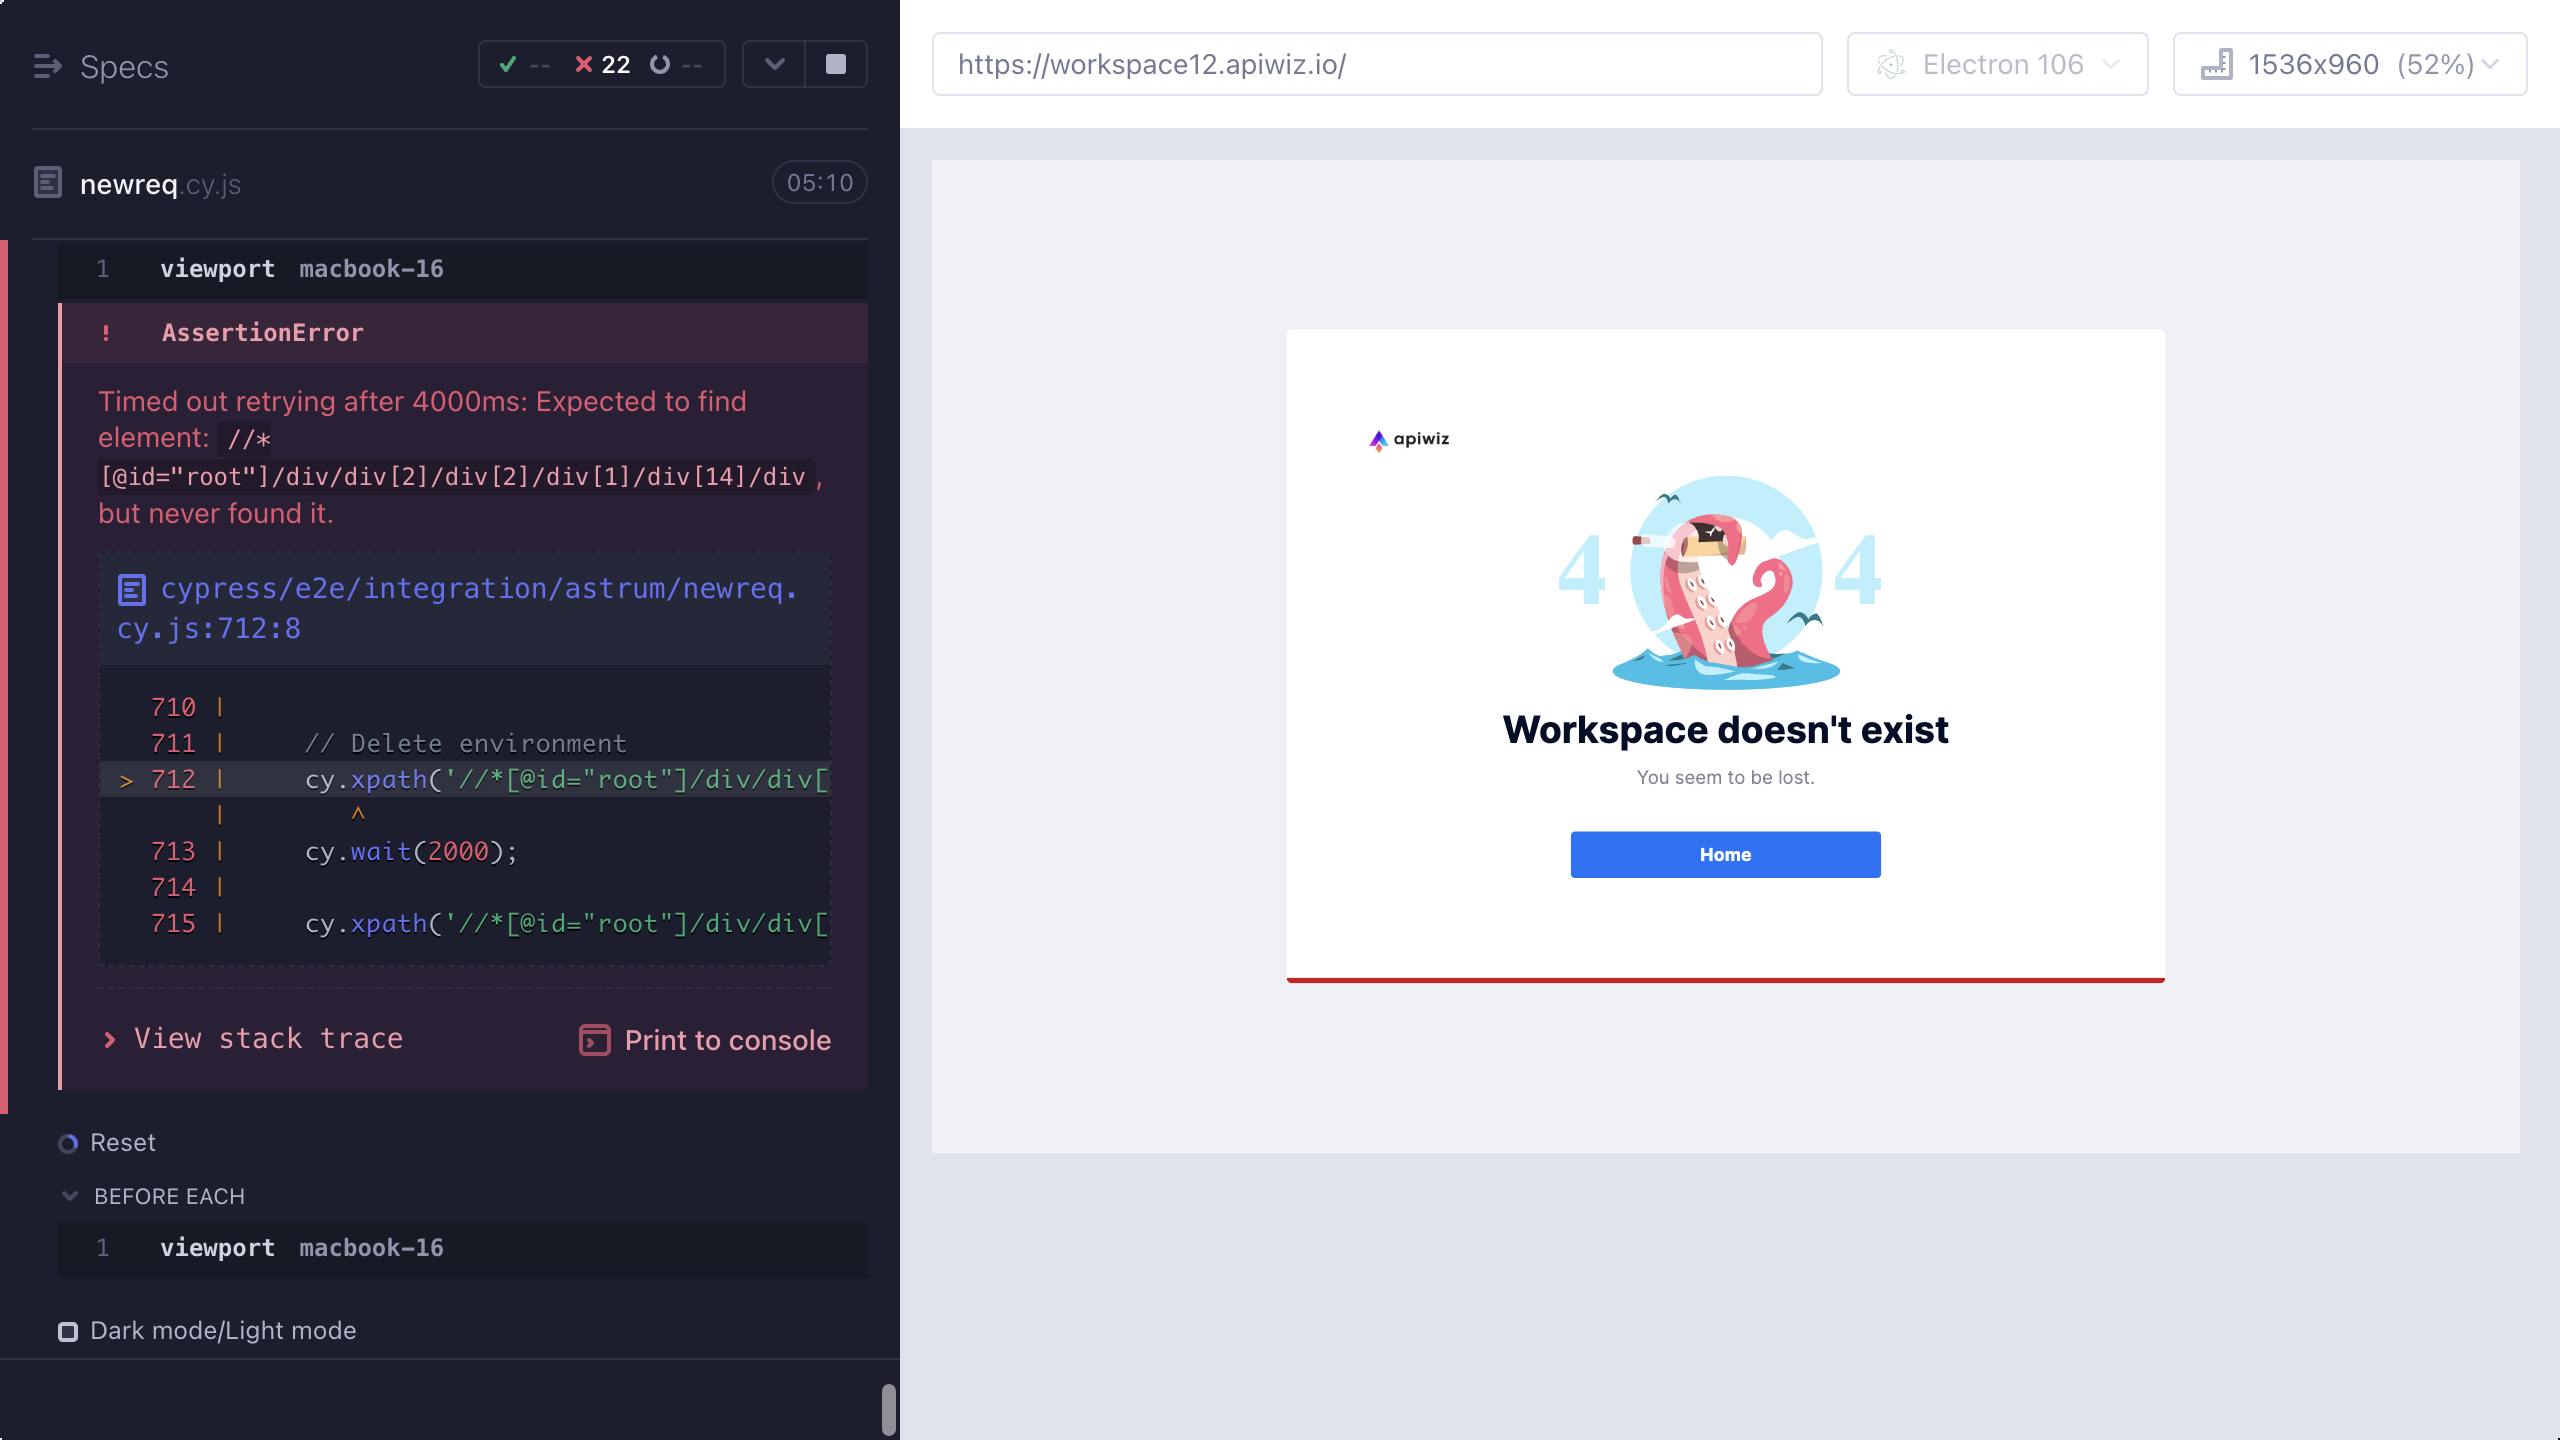 Specs
-- 22 --
newreq.cy.js
05:10
1 viewport macbook-16
! AssertionError
Timed out retrying after 4000ms: Expected to find
element: //*
[@id="root"]/div/div[2]/div[2]/div[1]/div[14]/div ,
but never found it.
cypress/e2e/integration/astrum/newreq.
cy.js:712:8
710 |
711 | // Delete environment
> 712 | cy.xpath('//*[@id="root"]/div/div[
| ^
713 | cy.wait(2000);
714 |
715 | cy.xpath('//*[@id="root"]/div/div[
View stack trace
Print to console
Reset
BEFORE EACH
1 viewport macbook-16
Dark mode/Light mode
https://workspace12.apiwiz.io/
Electron 106
1536x960 (52%)
apiwiz
4 4
Workspace doesn't exist
You seem to be lost.
Home